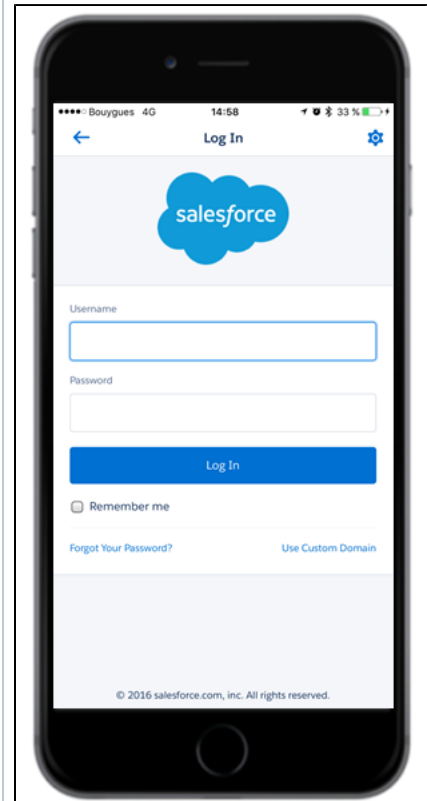 Bouygues 4G 14:58 33 %
Log In
salesforce
Username
Password
Log In
Remember me
Forgot Your Password? Use Custom Domain
© 2016 salesforce.com, inc. All rights reserved.